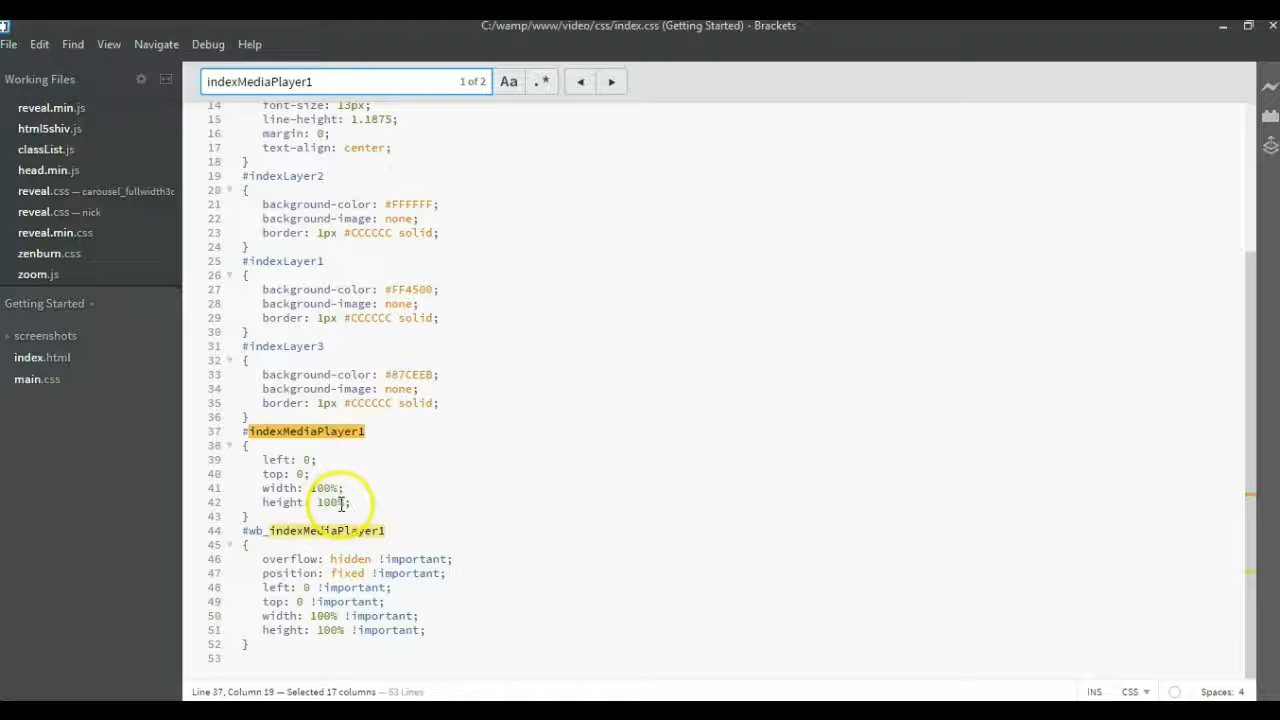 C:/wamp/www/video/css/index.css (Getting Started) - Brackets
File Edit Find View Navigate Debug Help
Working Files
reveal.min.js
html5shiv.js
classList.js
head.min.js
reveal.css — carousel_fullwidth3d
reveal.css — nick
reveal.min.css
zenburn.css
zoom.js
Getting Started
screenshots
index.html
main.css
indexMediaPlayer1 1 of 2 Aa .*
14 font-size: 13px;
15 line-height: 1.1875;
16 margin: 0;
17 text-align: center;
18 }
19 #indexLayer2
20 {
21 background-color: #FFFFFF;
22 background-image: none;
23 border: 1px #CCCCCC solid;
24 }
25 #indexLayer1
26 {
27 background-color: #FF4500;
28 background-image: none;
29 border: 1px #CCCCCC solid;
30 }
31 #indexLayer3
32 {
33 background-color: #87CEEB;
34 background-image: none;
35 border: 1px #CCCCCC solid;
36 }
37 #indexMediaPlayer1
38 {
39 left: 0;
40 top: 0;
41 width: 100%;
42 height: 100%;
43 }
44 #wb_indexMediaPlayer1
45 {
46 overflow: hidden !important;
47 position: fixed !important;
48 left: 0 !important;
49 top: 0 !important;
50 width: 100% !important;
51 height: 100% !important;
52 }
53
Line 37, Column 19 — Selected 17 columns — 53 Lines INS CSS Spaces: 4